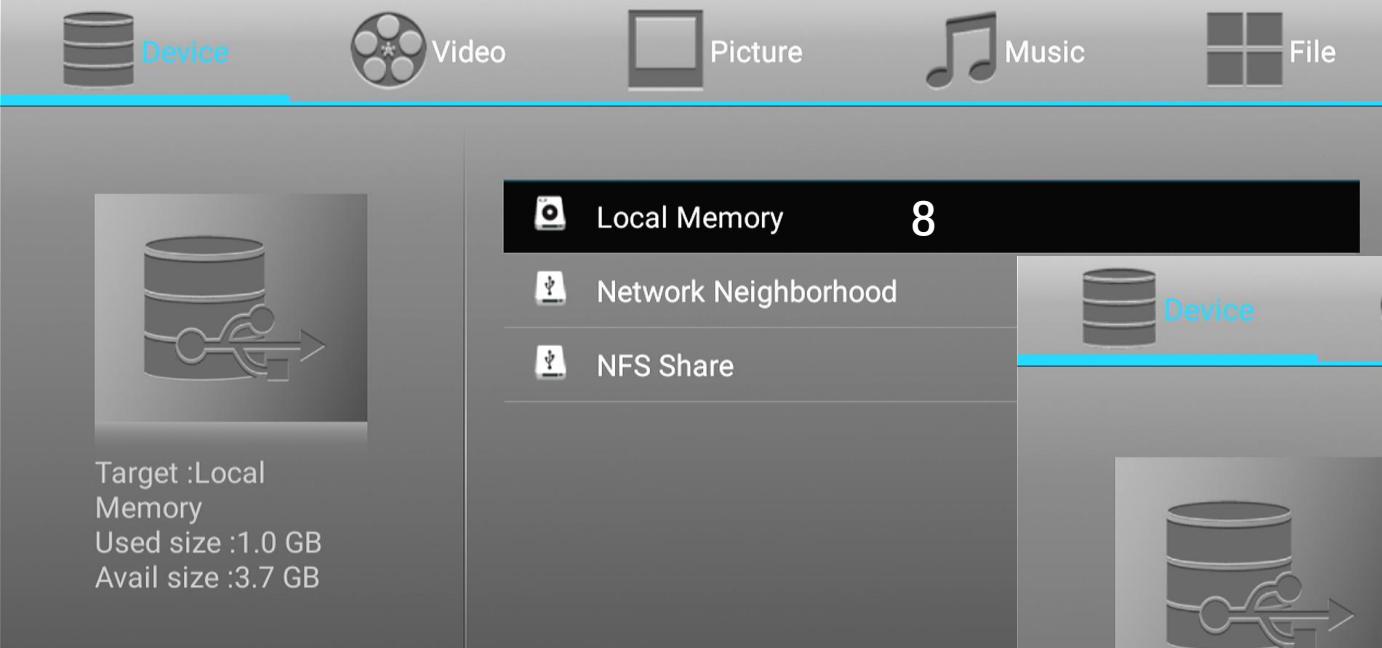 Device Video Picture Music File
Local Memory 8
Network Neighborhood
Device
NFS Share
Target :Local
Memory
Used size :1.0 GB
Avail size :3.7 GB